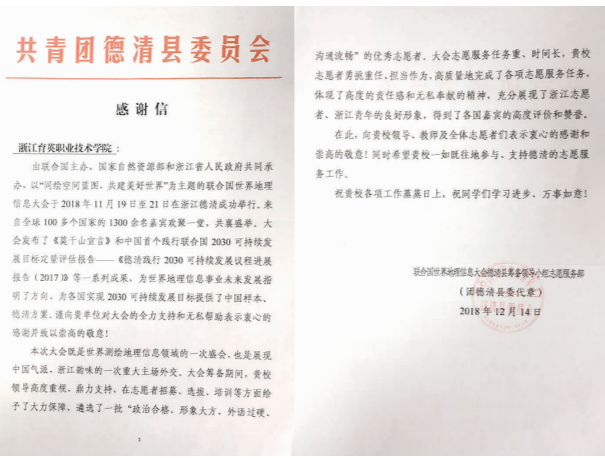 共青团德清县委员会
感谢信
浙江育英职业技术学院：
由联合国主办，国家自然资源部和浙江省人民政府共同承
办，以“同绘空间蓝图，共建美好世界”为主题的联合国世界地理
信息大会于2018年11月19日至21日在浙江德清成功举行。来
自全球100多个国家的1300余名嘉宾欢聚一堂，共襄盛举。大
会发布了《莫干山宣言》和中国首个践行联合国2030可持续发
展目标定量评估报告——《德清践行2030可持续发展议程进展
报告（2017）》等一系列成果，为世界地理信息事业未来发展指
明了方向、为各国实现2030可持续发展目标提供了中国样本、
德清方案。谨向贵单位对大会的全力支持和无私帮助表示衷心的
感谢并致以崇高的敬意！
本次大会既是世界测绘地理信息领域的一次盛会，也是展现
中国气派、浙江韵味的一次重大主场外交。大会筹备期间，贵校
领导高度重视、鼎力支持，在志愿者招募、选拔、培训等方面给
予了大力保障，遴选了一批“政治合格、形象大方、外语过硬、
1
沟通流畅”的优秀志愿者。大会志愿服务任务重、时间长，贵校
志愿者勇挑重任、担当作为，高质量地完成了各项志愿服务任务，
体现了高度的责任感和无私奉献的精神，充分展现了浙江志愿
者、浙江青年的良好形象，得到了各国嘉宾的高度评价和赞誉。
在此，向贵校领导、教师及全体志愿者们表示衷心的感谢和
崇高的敬意！同时希望贵校一如既往地参与、支持德清的志愿服
务工作。
祝贵校各项工作蒸蒸日上，祝同学们学习进步、万事如意！
联合国世界地理信息大会德清县筹备领导小组志愿服务部
（团德清县委代章）
2018年12月14日